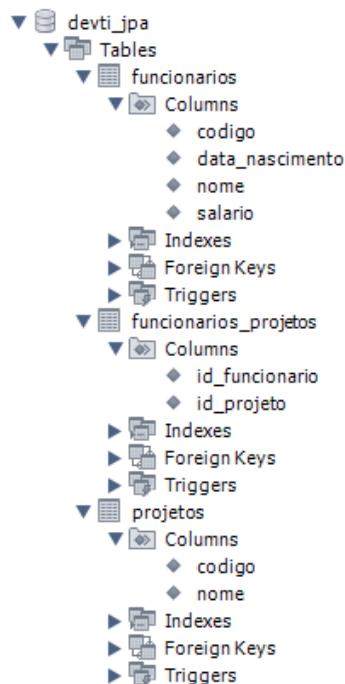 devti_jpa
Tables
funcionarios
Columns
codigo
data_nascimento
nome
salario
Indexes
Foreign Keys
Triggers
funcionarios_projetos
Columns
id_funcionario
id_projeto
Indexes
Foreign Keys
Triggers
projetos
Columns
codigo
nome
Indexes
Foreign Keys
Triggers